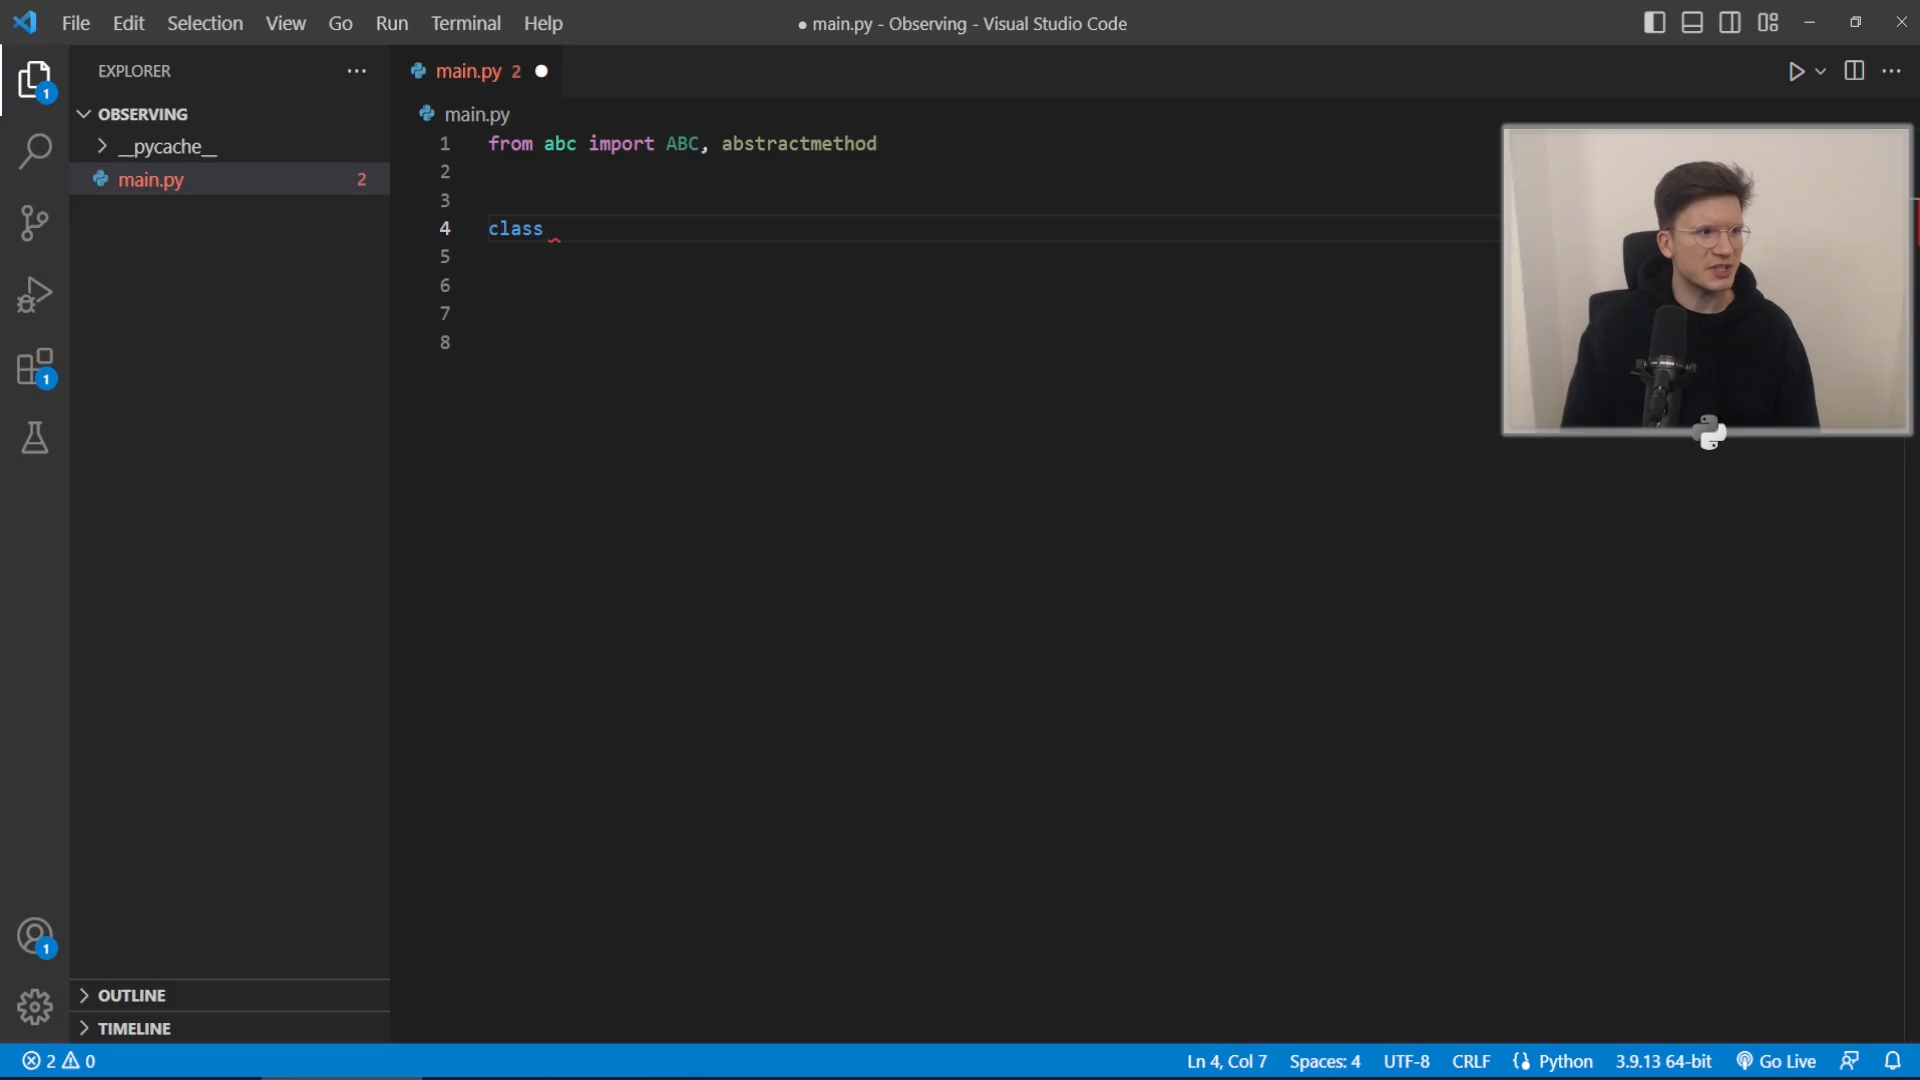 File Edit Selection View Go Run Terminal Help
● main.py - Observing - Visual Studio Code
EXPLORER
main.py 2
1
OBSERVING
main.py
__pycache__
1 from abc import ABC, abstractmethod
2
main.py 2
3
4 class
5
6
7
1
8
1
OUTLINE
TIMELINE
2 0
Ln 4, Col 7 Spaces: 4 UTF-8 CRLF Python 3.9.13 64-bit Go Live